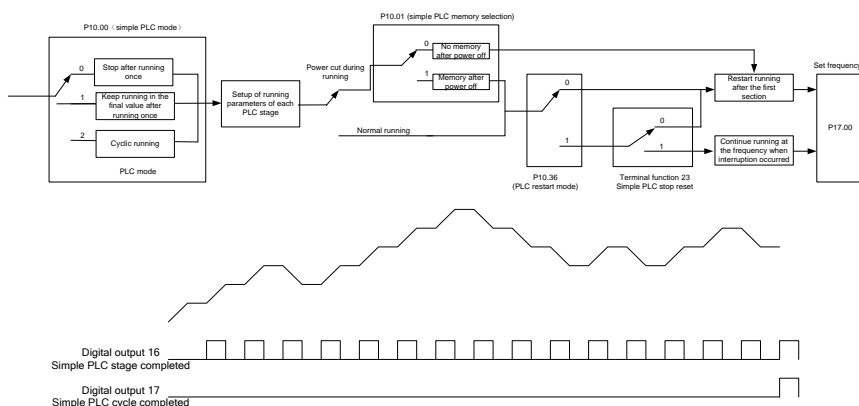 P10.00（simple PLC mode）
0
Stop after running
once
1
Keep running in the
final value after
running once
2
Cyclic running
PLC mode
Setup of running
parameters of each
PLC stage
Power cut during
running
Normal running
P10.01 (simple PLC memory selection)
0
No memory
after power off
1
Memory after
power off
0
1
P10.36
(PLC restart mode)
0
1
Terminal function 23
Simple PLC stop reset
Restart running
after the first
section
Continue running at
the frequency when
interruption occurred
Set frequency
P17.00
Digital output 16
Simple PLC stage completed
Digital output 17
Simple PLC cycle completed